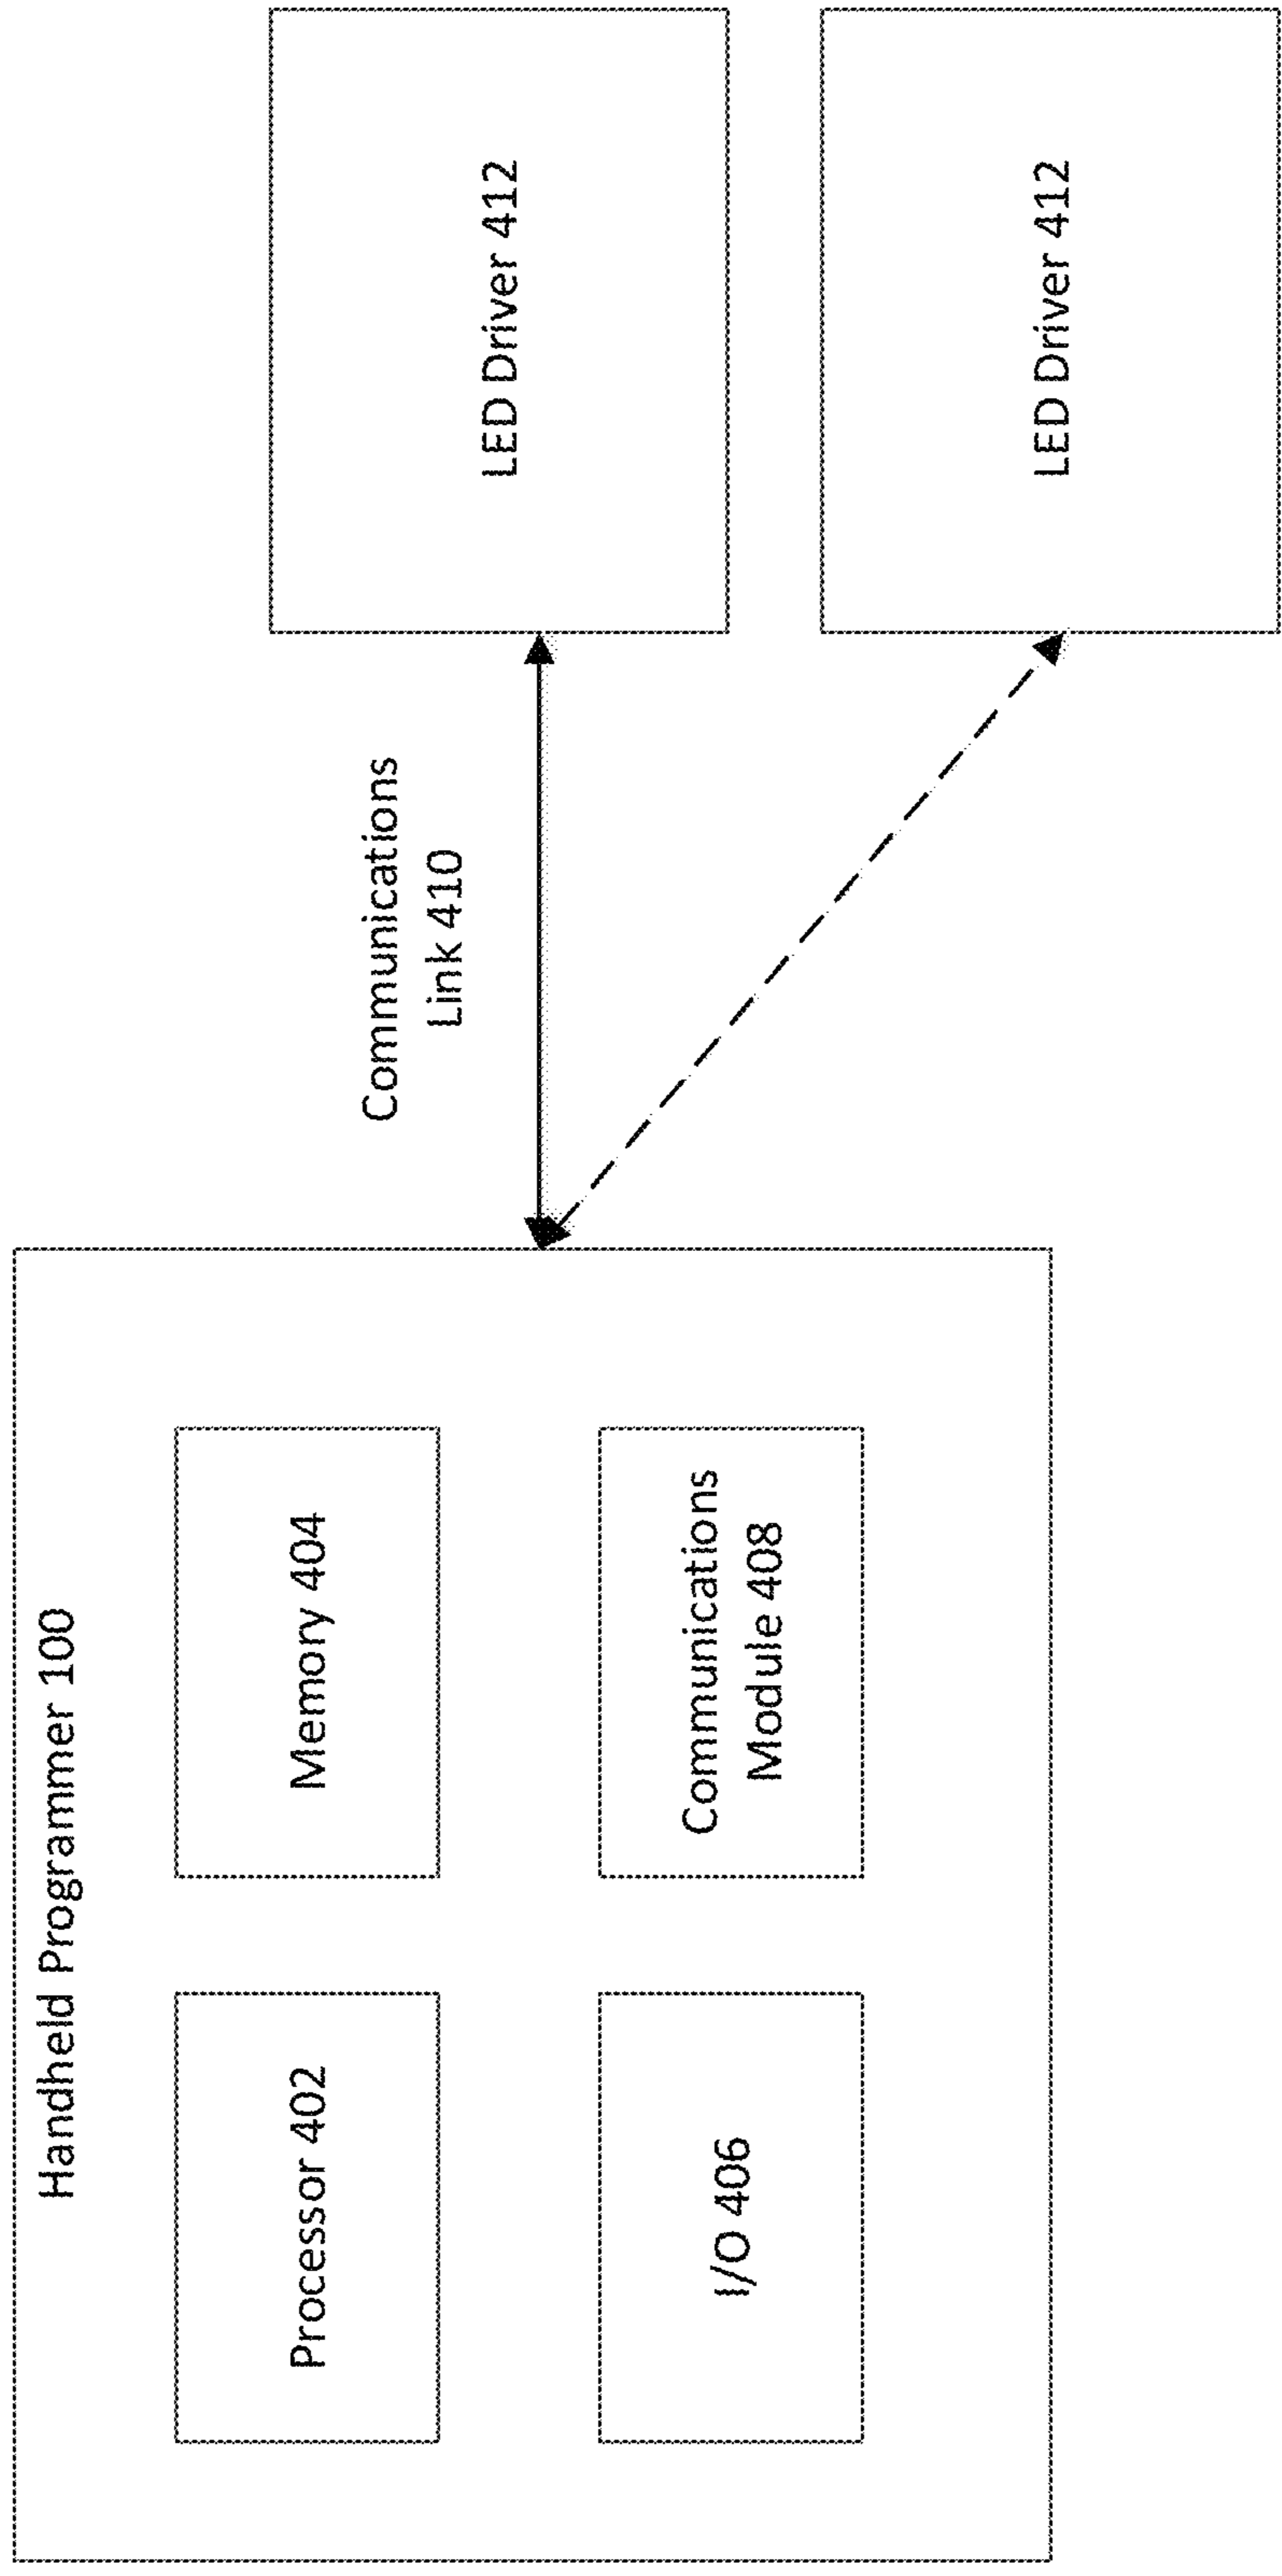 Handheld Programmer 100
Processor 402
Memory 404
I/O 406
Communications
Module 408
Communications
Link 410
LED Driver 412
LED Driver 412